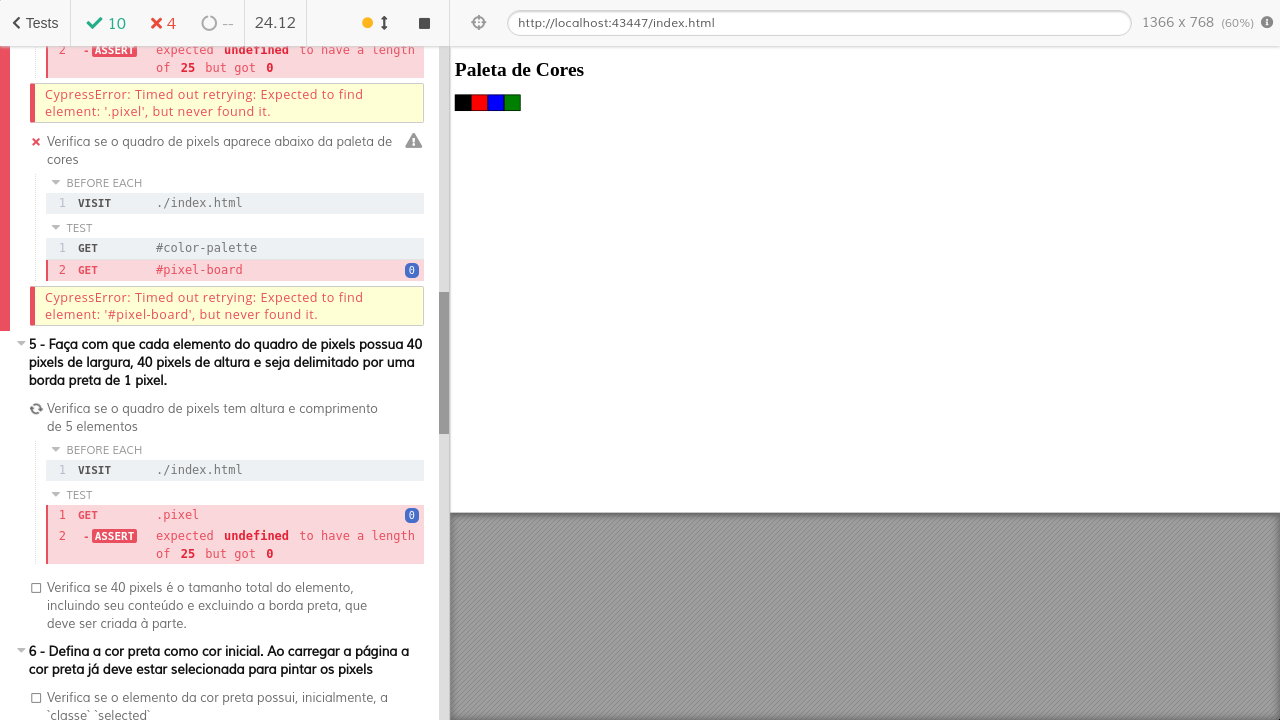 Tests 10 4 -- 24.12 http://localhost:43447/index.html 1366 x 768 (60%)
2 -ASSERT expected undefined to have a length
of 25 but got 0
CypressError: Timed out retrying: Expected to find
element: '.pixel', but never found it.
Verifica se o quadro de pixels aparece abaixo da paleta de
cores
BEFORE EACH
1 VISIT ./index.html
TEST
1 GET #color-palette
2 GET #pixel-board 0
CypressError: Timed out retrying: Expected to find
element: '#pixel-board', but never found it.
5 - Faça com que cada elemento do quadro de pixels possua 40
pixels de largura, 40 pixels de altura e seja delimitado por uma
borda preta de 1 pixel.
Verifica se o quadro de pixels tem altura e comprimento
de 5 elementos
BEFORE EACH
1 VISIT ./index.html
TEST
1 GET .pixel 0
2 -ASSERT expected undefined to have a length
of 25 but got 0
Verifica se 40 pixels é o tamanho total do elemento,
incluindo seu conteúdo e excluindo a borda preta, que
deve ser criada à parte.
6 - Defina a cor preta como cor inicial. Ao carregar a página a
cor preta já deve estar selecionada para pintar os pixels
Verifica se o elemento da cor preta possui, inicialmente, a
`classe` `selected`
Paleta de Cores